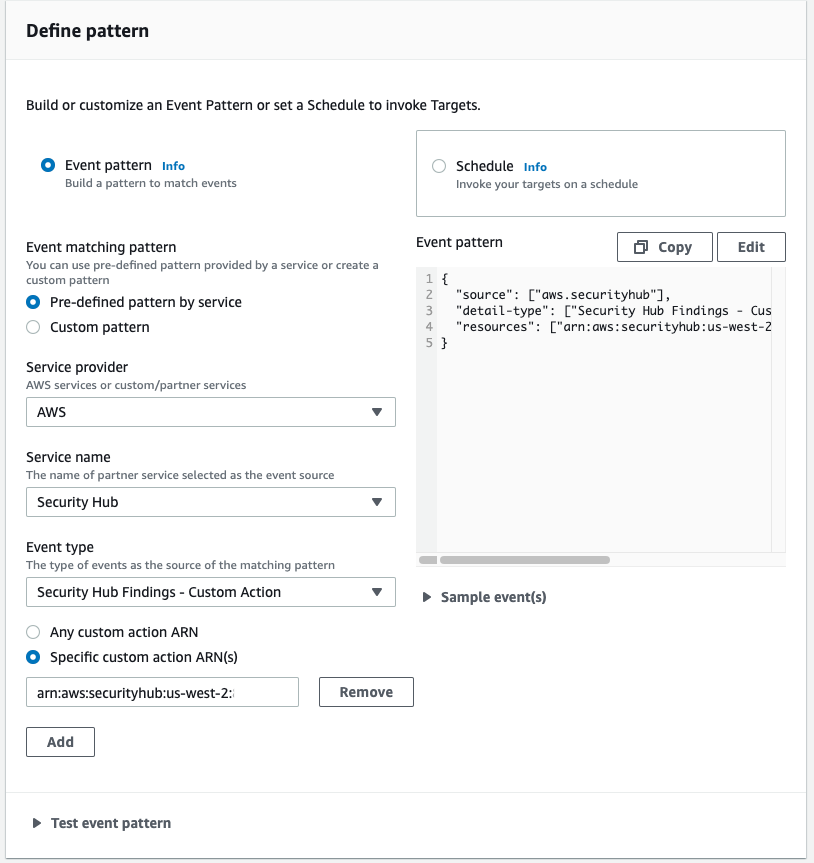 Define pattern
Build or customize an Event Pattern or set a Schedule to invoke Targets.
Event pattern Info
Build a pattern to match events
Schedule Info
Invoke your targets on a schedule
Event matching pattern
You can use pre-defined pattern provided by a service or create a
custom pattern
Pre-defined pattern by service
Custom pattern
Service provider
AWS services or custom/partner services
AWS
Service name
The name of partner service selected as the event source
Security Hub
Event type
The type of events as the source of the matching pattern
Security Hub Findings - Custom Action
Any custom action ARN
Specific custom action ARN(s)
arn:aws:securityhub:us-west-2:
Remove
Add
Event pattern
Copy
Edit
1 {
2 "source": ["aws.securityhub"],
3 "detail-type": ["Security Hub Findings - Cus
4 "resources": ["arn:aws:securityhub:us-west-2
5 }
Sample event(s)
Test event pattern